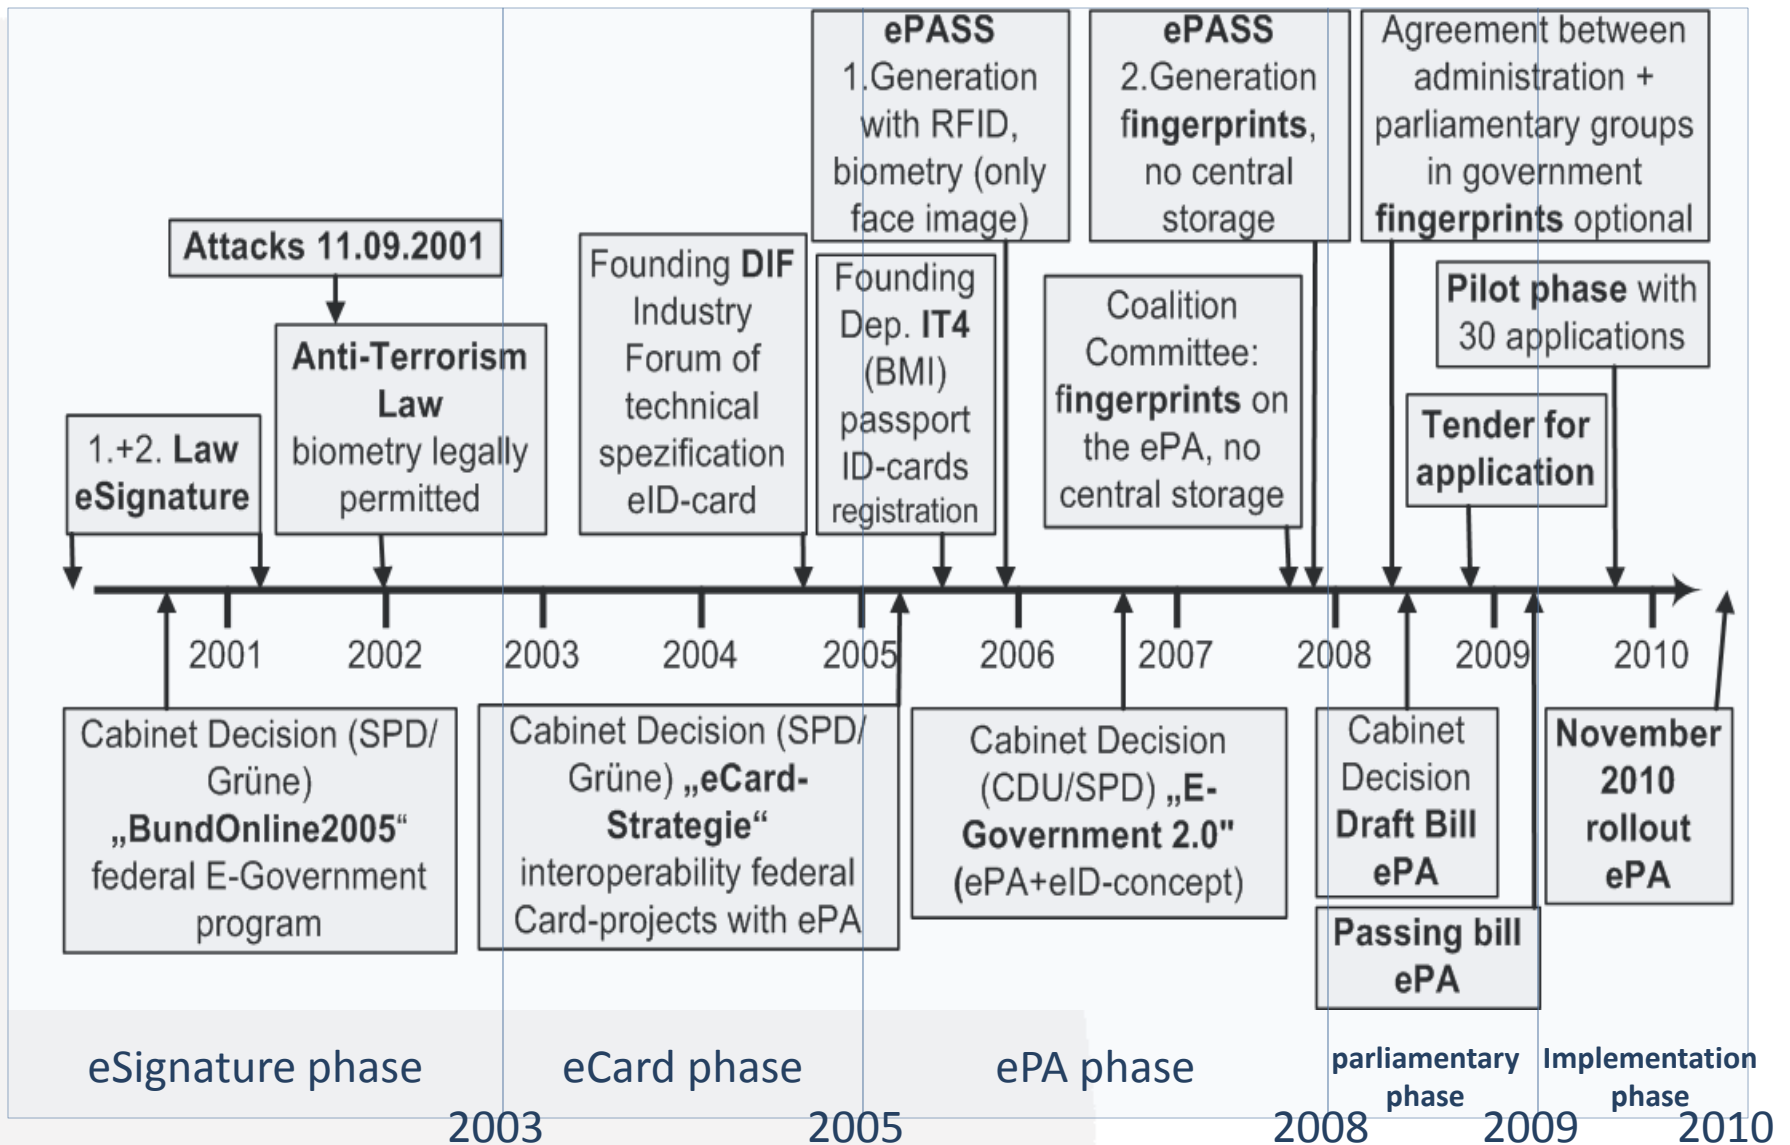 ePASS
1.Generation
with RFID,
biometry (only
face image)
ePASS
2.Generation
fingerprints,
no central
storage
Agreement between
administration +
parliamentary groups
in government
fingerprints optional
Attacks 11.09.2001
Anti-Terrorism
Law
biometry legally
permitted
1.+2. Law
eSignature
Founding DIF
Industry
Forum of
technical
spezification
eID-card
Founding
Dep. IT4
(BMI)
passport
ID-cards
registration
Coalition
Committee:
fingerprints on
the ePA, no
central storage
Pilot phase with
30 applications
Tender for
application
2001 2002 2003 2004 2005 2006 2007 2008 2009 2010
Cabinet Decision (SPD/
Grüne)
„BundOnline2005“
federal E-Government
program
Cabinet Decision (SPD/
Grüne) „eCard-
Strategie“
interoperability federal
Card-projects with ePA
Cabinet Decision
(CDU/SPD) „E-
Government 2.0"
(ePA+eID-concept)
Cabinet
Decision
Draft Bill
ePA
Passing bill
ePA
November
2010
rollout
ePA
eSignature phase
eCard phase
ePA phase
parliamentary
phase
Implementation
phase
2003 2005 2008 2009 2010